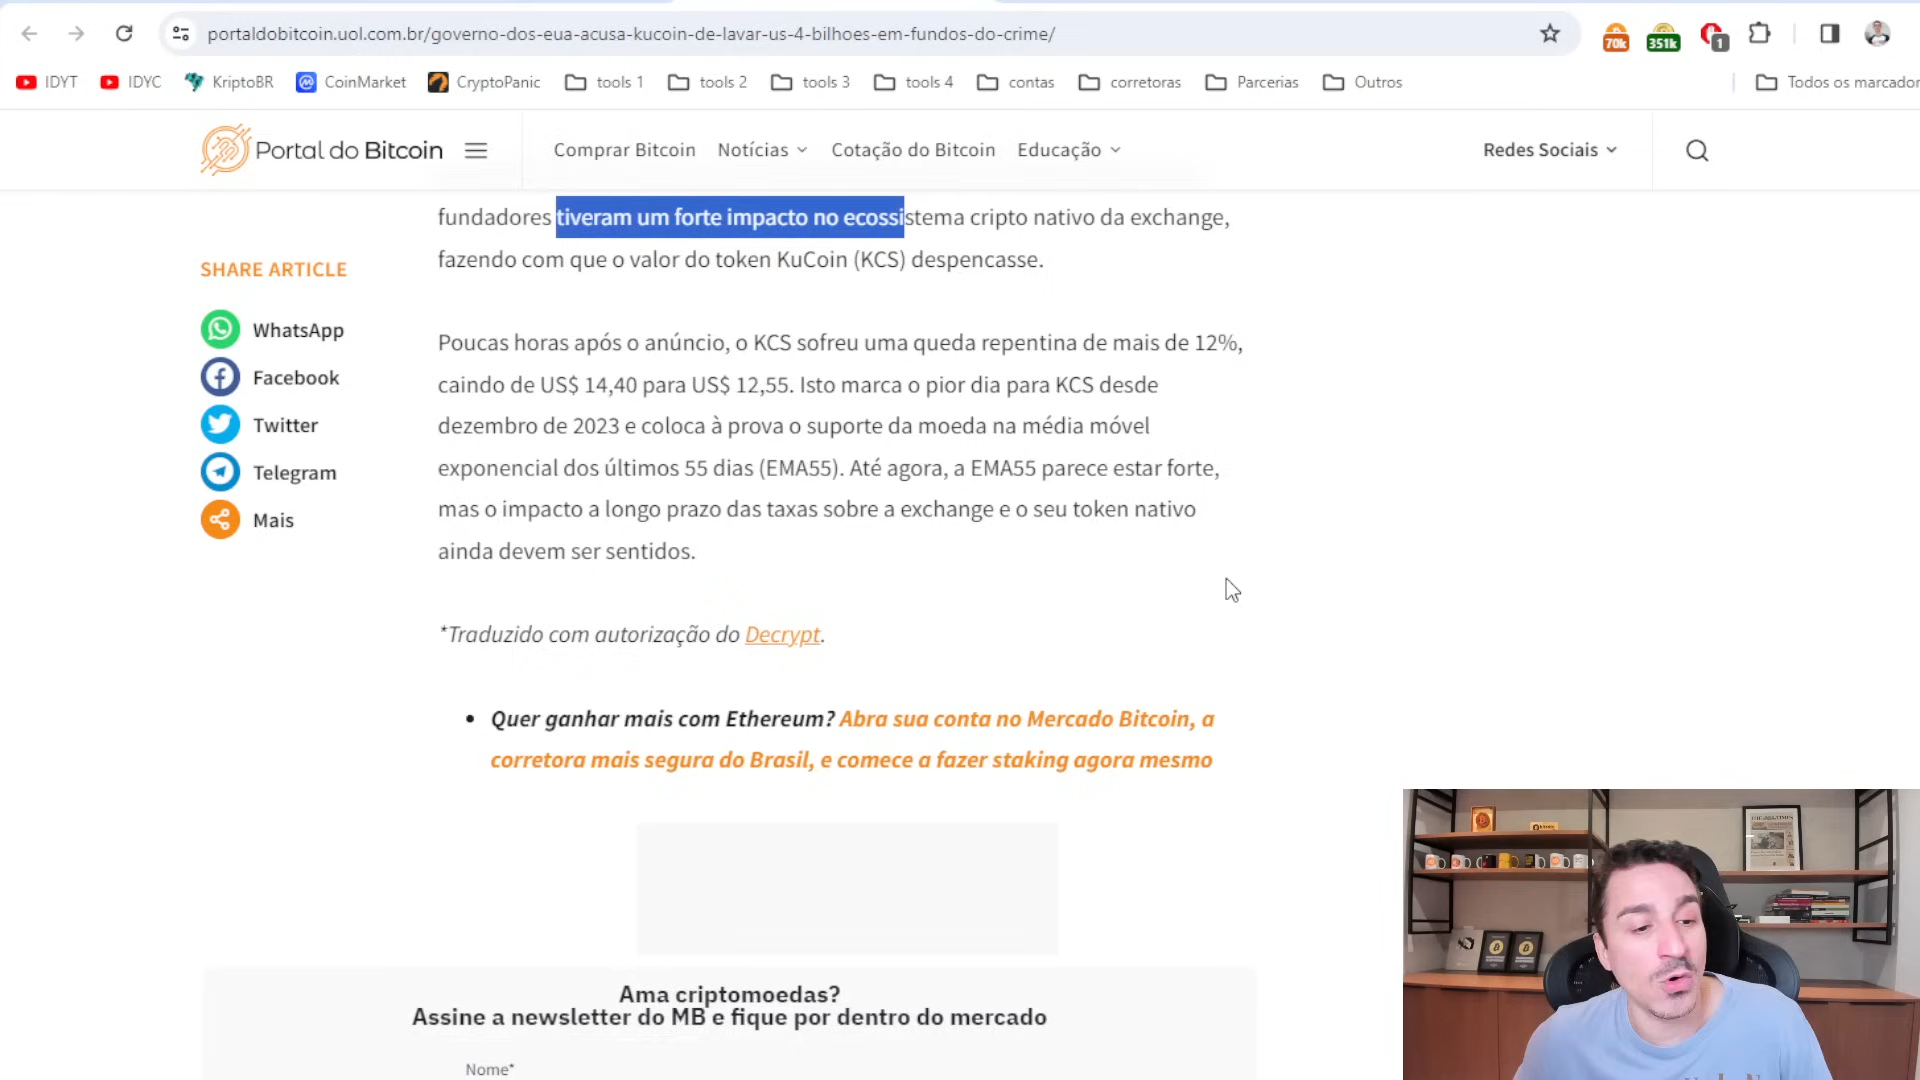 portaldobitcoin.uol.com.br/governo-dos-eua-acusa-kucoin-de-lavar-us-4-bilhoes-em-fundos-do-crime/
70k
351k
1
IDYT
IDYC
KriptoBR
CoinMarket
CryptoPanic
tools 1
tools 2
tools 3
tools 4
contas
corretoras
Parcerias
Outros
Todos os marcador
Portal do Bitcoin
Comprar Bitcoin
Notícias
Cotação do Bitcoin
Educação
Redes Sociais
fundadores tiveram um forte impacto no ecossistema cripto nativo da exchange,
fazendo com que o valor do token KuCoin (KCS) despencasse.
SHARE ARTICLE
WhatsApp
Facebook
Twitter
Telegram
Mais
Poucas horas após o anúncio, o KCS sofreu uma queda repentina de mais de 12%,
caindo de US$ 14,40 para US$ 12,55. Isto marca o pior dia para KCS desde
dezembro de 2023 e coloca à prova o suporte da moeda na média móvel
exponencial dos últimos 55 dias (EMA55). Até agora, a EMA55 parece estar forte,
mas o impacto a longo prazo das taxas sobre a exchange e o seu token nativo
ainda devem ser sentidos.
*Traduzido com autorização do Decrypt.
• Quer ganhar mais com Ethereum? Abra sua conta no Mercado Bitcoin, a
corretora mais segura do Brasil, e comece a fazer staking agora mesmo
Ama criptomoedas?
Assine a newsletter do MB e fique por dentro do mercado
Nome*